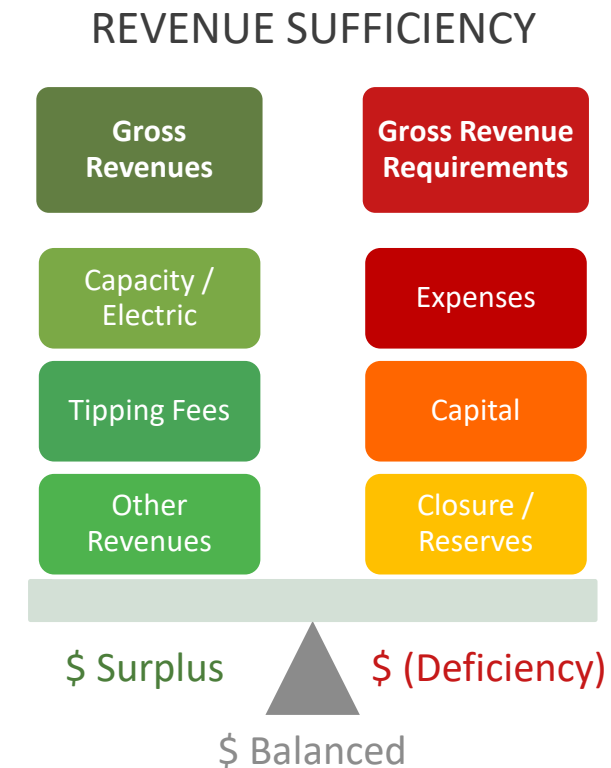 REVENUE SUFFICIENCY
Gross
Revenues
Gross Revenue
Requirements
Capacity /
Electric
Expenses
Tipping Fees
Capital
Other
Revenues
Closure /
Reserves
$ Surplus
$ (Deficiency)
$ Balanced